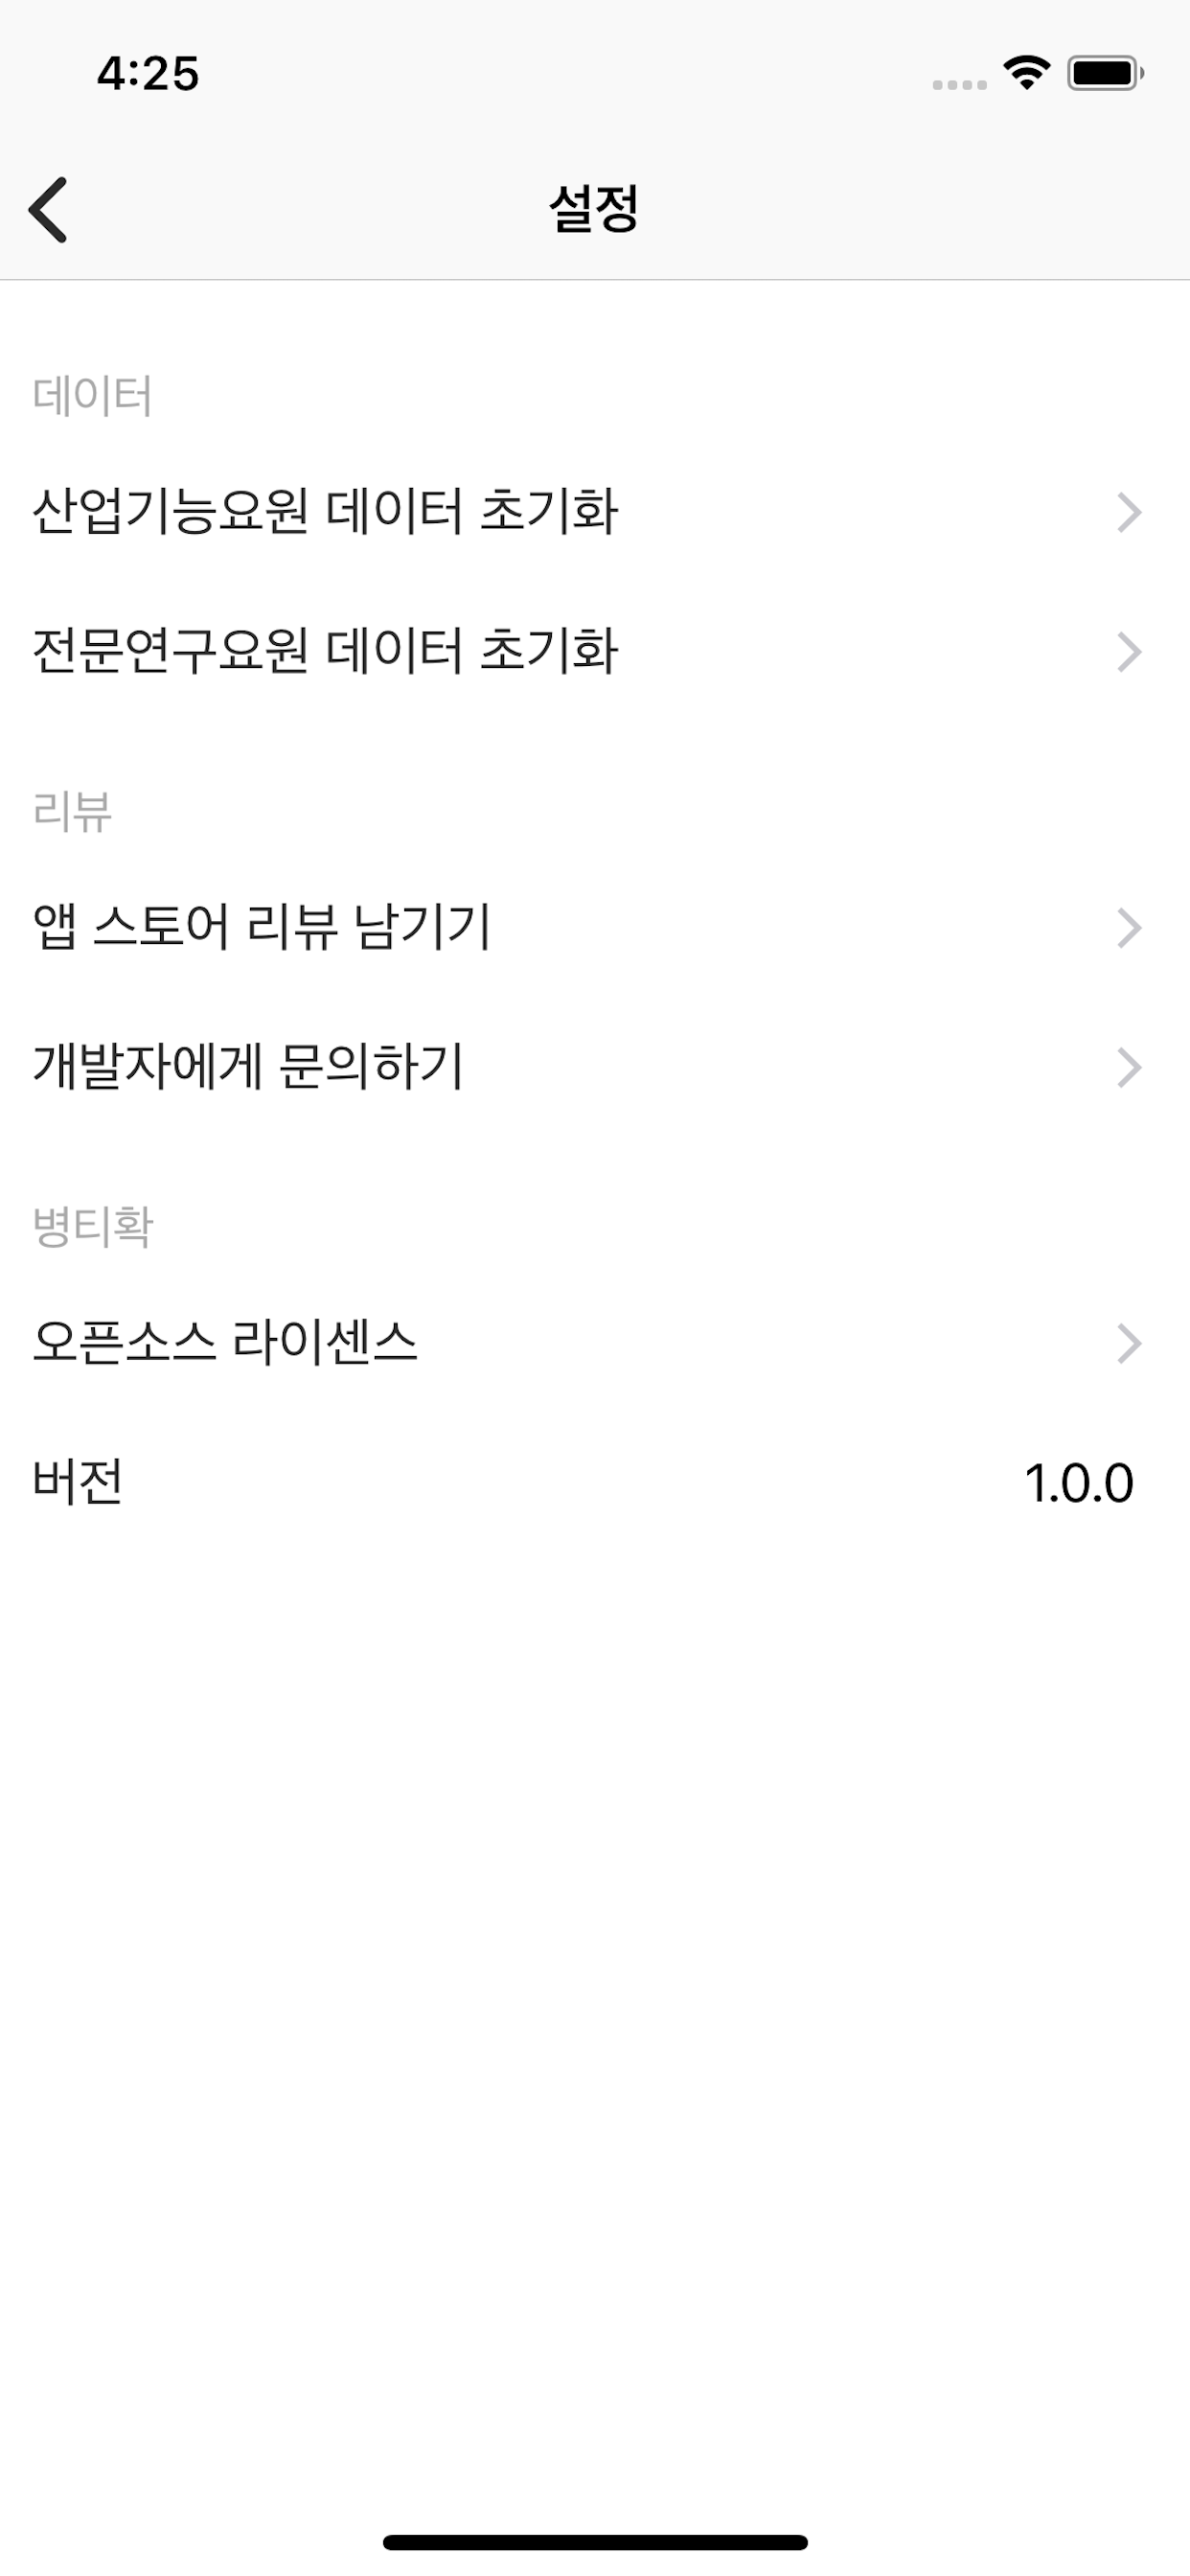 4:25
설정
데이터
산업기능요원 데이터 초기화
전문연구요원 데이터 초기화
리뷰
앱 스토어 리뷰 남기기
개발자에게 문의하기
병티확
오픈소스 라이센스
버전 1.0.0